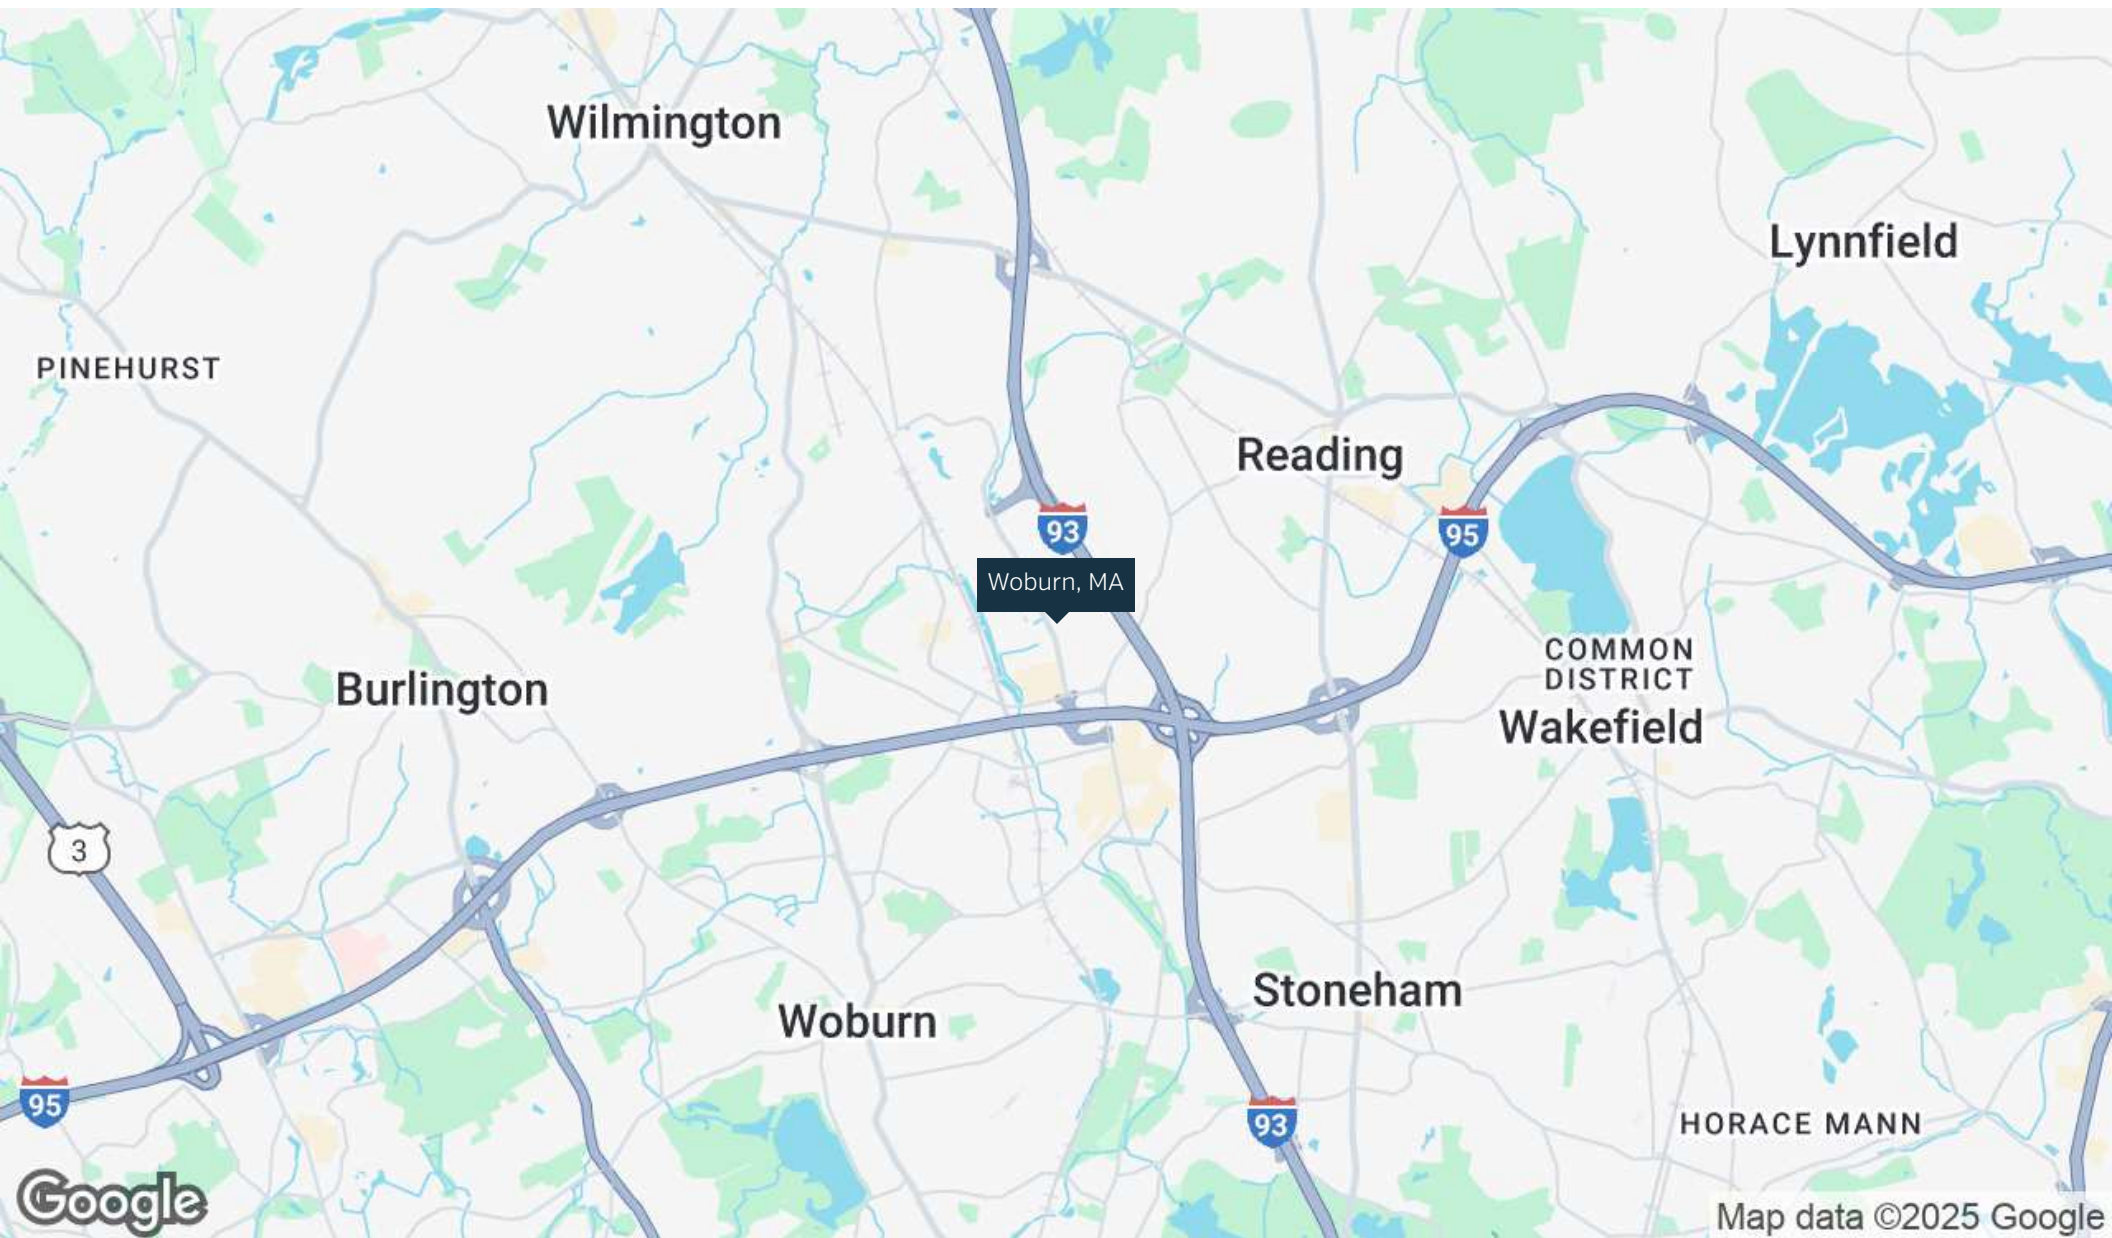 Wilmington
Lynnfield
PINEHURST
Reading
93
95
Woburn, MA
COMMON
DISTRICT
Wakefield
Burlington
3
Stoneham
Woburn
95
93
HORACE MANN
Google
Map data ©2025 Google